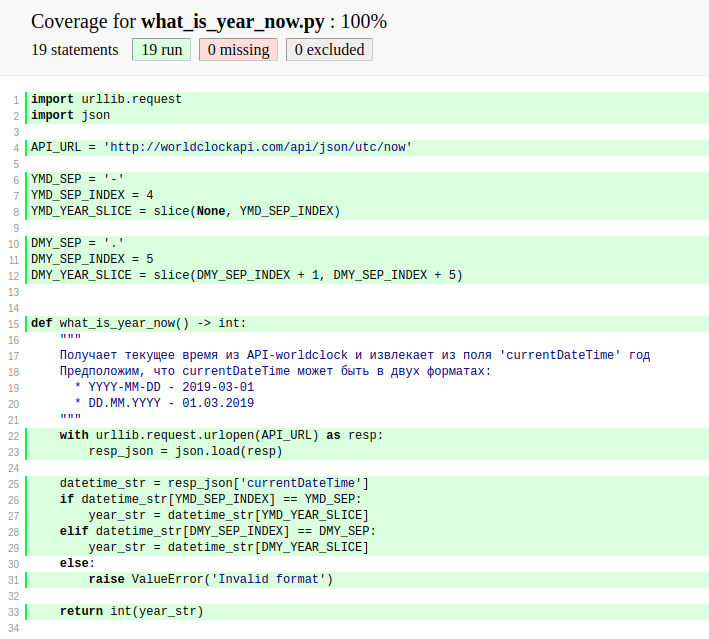 Coverage for what_is_year_now.py : 100%
19 statements 19 run 0 missing 0 excluded
1 import urllib.request
2 import json
3
4 API_URL = 'http://worldclockapi.com/api/json/utc/now'
5
6 YMD_SEP = '-'
7 YMD_SEP_INDEX = 4
8 YMD_YEAR_SLICE = slice(None, YMD_SEP_INDEX)
9
10 DMY_SEP = '.'
11 DMY_SEP_INDEX = 5
12 DMY_YEAR_SLICE = slice(DMY_SEP_INDEX + 1, DMY_SEP_INDEX + 5)
13
14
15 def what_is_year_now() -> int:
16     """
17     Получает текущее время из API-worldclock и извлекает из поля 'currentDateTime' год
18     Предположим, что currentDateTime может быть в двух форматах:
19       * YYYY-MM-DD - 2019-03-01
20       * DD.MM.YYYY - 01.03.2019
21     """
22     with urllib.request.urlopen(API_URL) as resp:
23         resp_json = json.load(resp)
24
25     datetime_str = resp_json['currentDateTime']
26     if datetime_str[YMD_SEP_INDEX] == YMD_SEP:
27         year_str = datetime_str[YMD_YEAR_SLICE]
28     elif datetime_str[DMY_SEP_INDEX] == DMY_SEP:
29         year_str = datetime_str[DMY_YEAR_SLICE]
30     else:
31         raise ValueError('Invalid format')
32
33     return int(year_str)
34